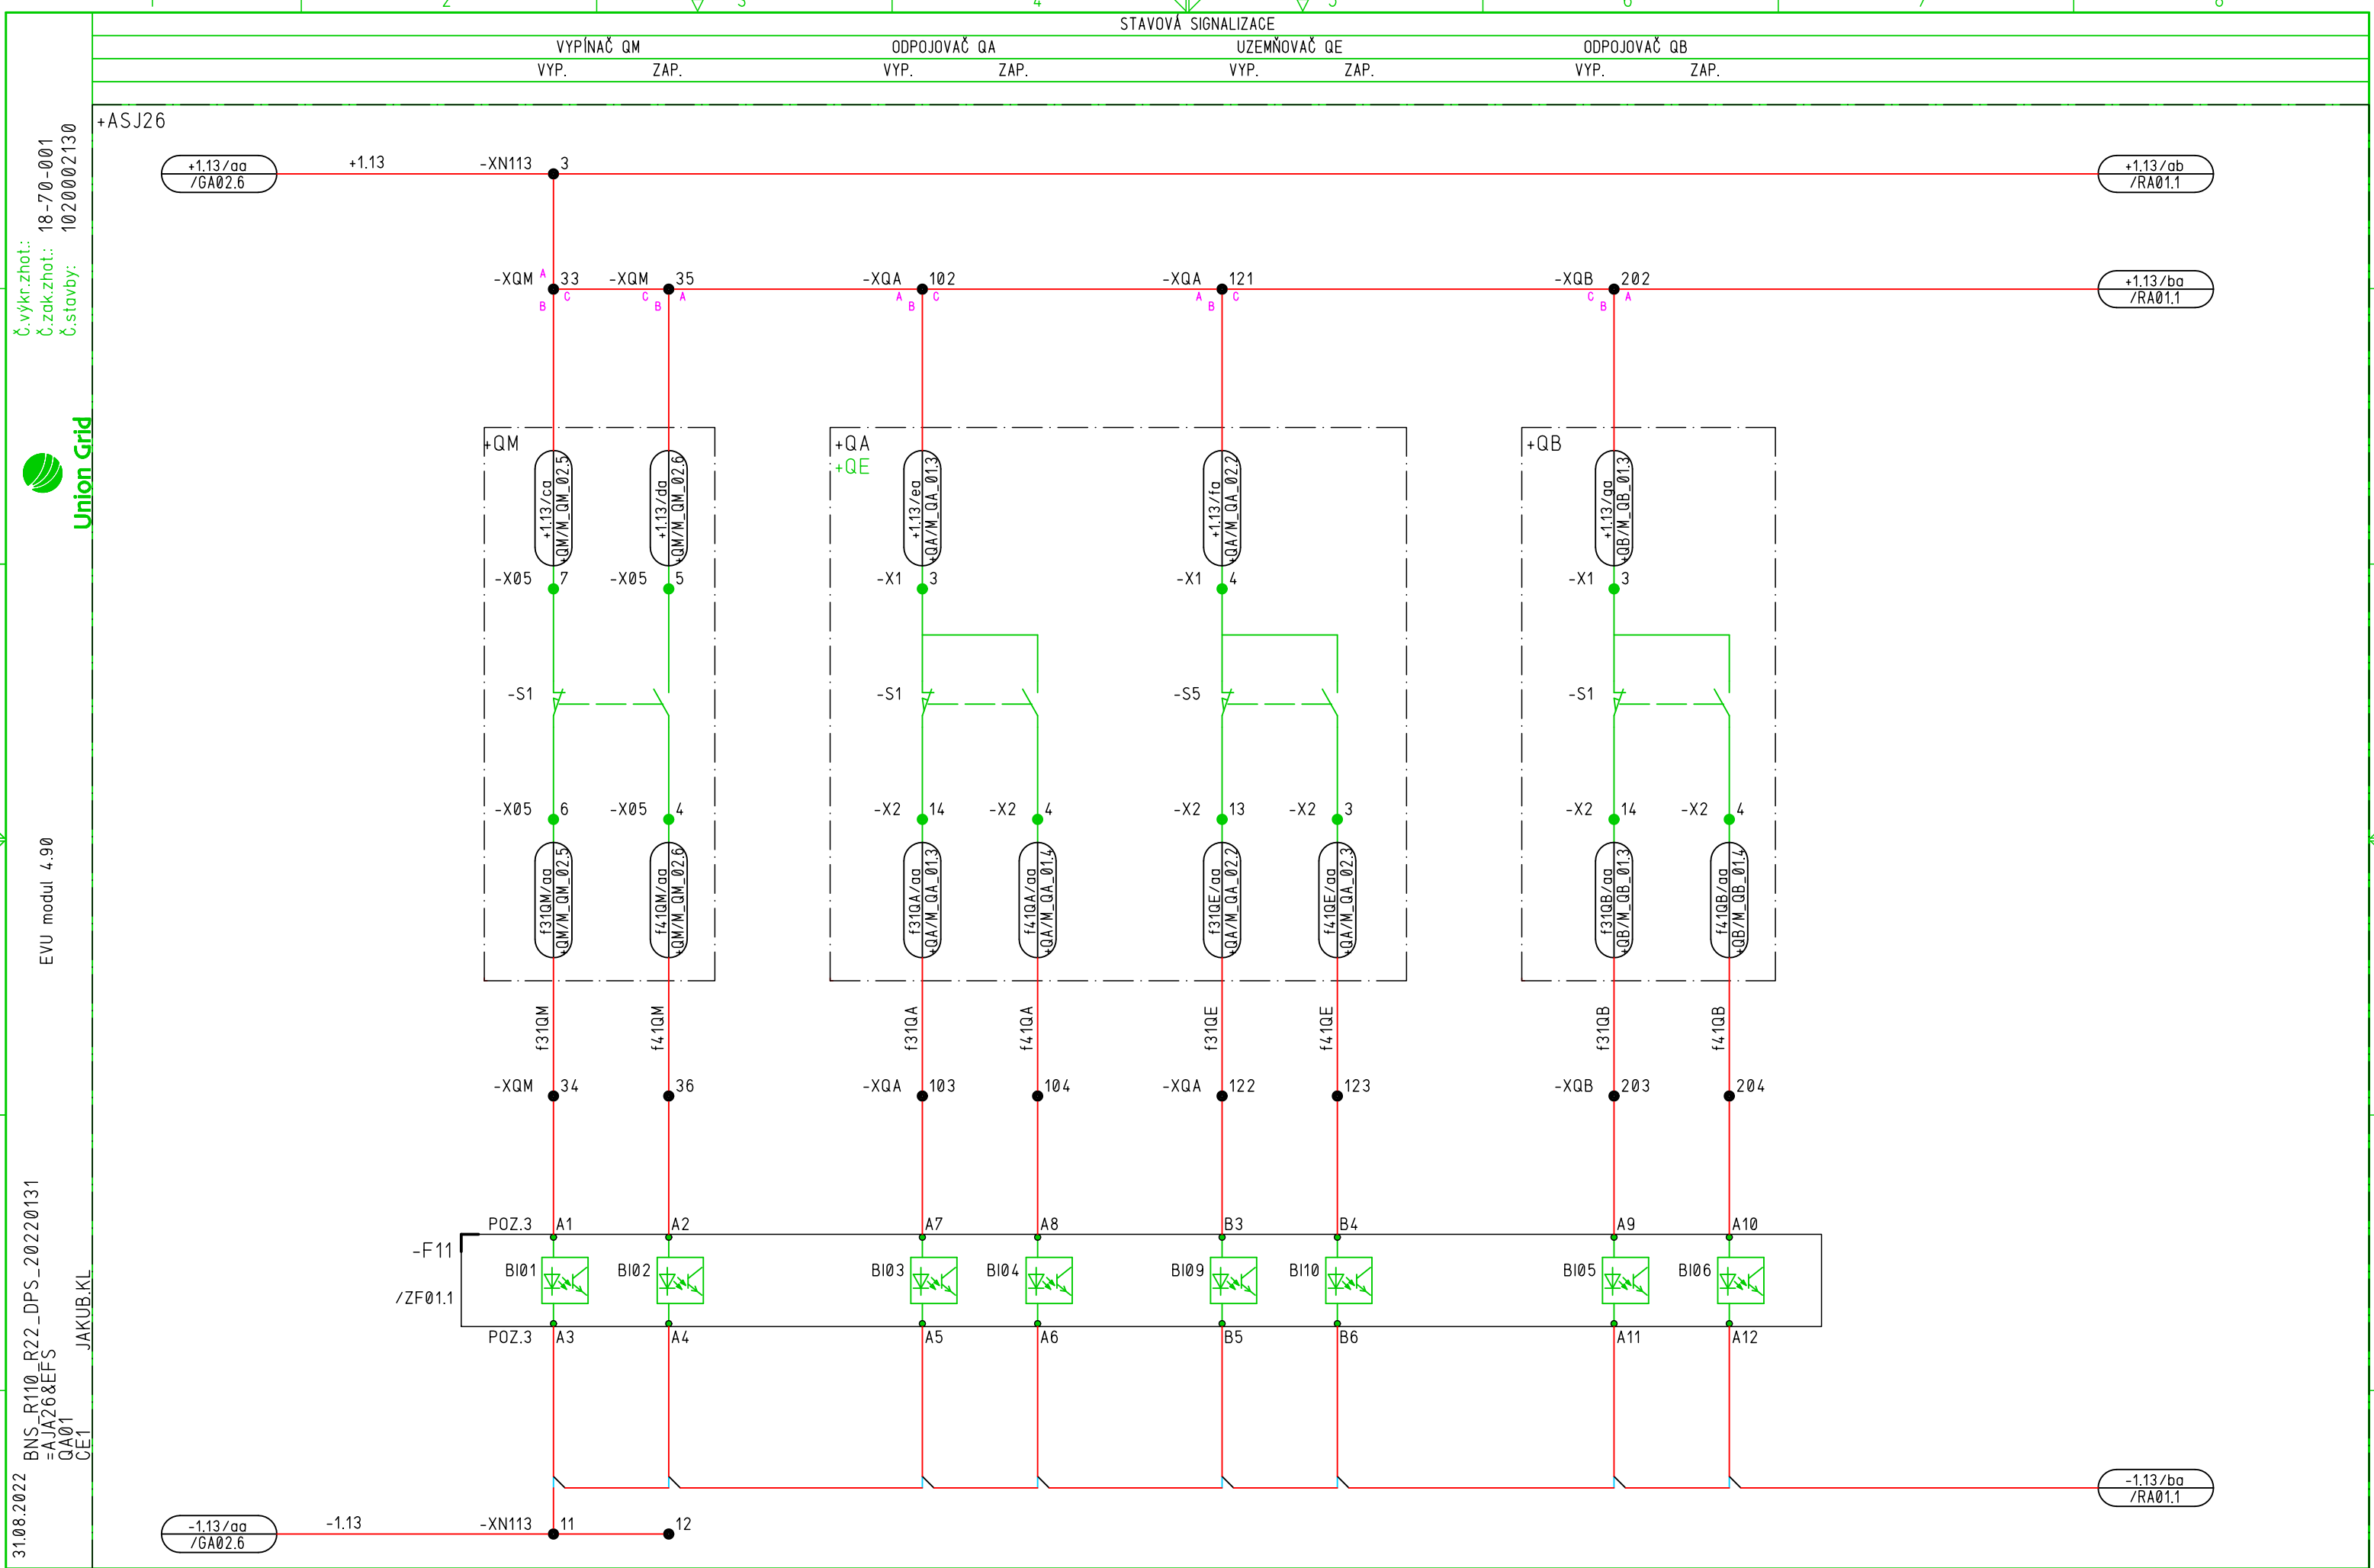 1 2 3 4 5 6 7 8
STAVOVÁ SIGNALIZACE
VYPÍNAČ QM ODPOJOVAČ QA UZEMŇOVAČ QE ODPOJOVAČ QB
VYP. ZAP. VYP. ZAP. VYP. ZAP. VYP. ZAP.
+ASJ26
+1.13/aa
/GA02.6
+1.13
-XN113 3
+1.13/ab
/RA01.1
-XQM A 33 -XQM 35 -XQA 102 -XQA 121 -XQB 202
B C C B A A B C A B C C B A
+1.13/ba
/RA01.1
+QM
+QA
+QE
+QB
+1.13/ca
+QM/M_QM_02.5
+1.13/da
+QM/M_QM_02.6
+1.13/ea
+QA/M_QA_01.3
+1.13/fa
+QA/M_QA_02.2
+1.13/ga
+QB/M_QB_01.3
-X05 7 -X05 5 -X1 3 -X1 4 -X1 3
-S1 -S1 -S5 -S1
-X05 6 -X05 4 -X2 14 -X2 4 -X2 13 -X2 3 -X2 14 -X2 4
f31QM/aa
+QM/M_QM_02.5
f41QM/aa
+QM/M_QM_02.6
f31QA/aa
+QA/M_QA_01.3
f41QA/aa
+QA/M_QA_01.4
f31QE/aa
+QA/M_QA_02.2
f41QE/aa
+QA/M_QA_02.3
f31QB/aa
+QB/M_QB_01.3
f41QB/aa
+QB/M_QB_01.4
f31QM f41QM f31QA f41QA f31QE f41QE f31QB f41QB
-XQM 34 36 -XQA 103 104 -XQA 122 123 -XQB 203 204
POZ.3 A1 A2 A7 A8 B3 B4 A9 A10
-F11
/ZF01.1
BI01 BI02 BI03 BI04 BI09 BI10 BI05 BI06
POZ.3 A3 A4 A5 A6 B5 B6 A11 A12
-1.13/ba
/RA01.1
-1.13/aa
/GA02.6
-1.13
-XN113 11 12
Č.výkr.zhot.:
Č.zak.zhot.: 18-70-001
Č.stavby: 1020002130
Union Grid
EVU modul 4.90
BNS_R110_R22_DPS_20220131
=AJA26&EFS
QA01
CE1 JAKUB.KL
31.08.2022